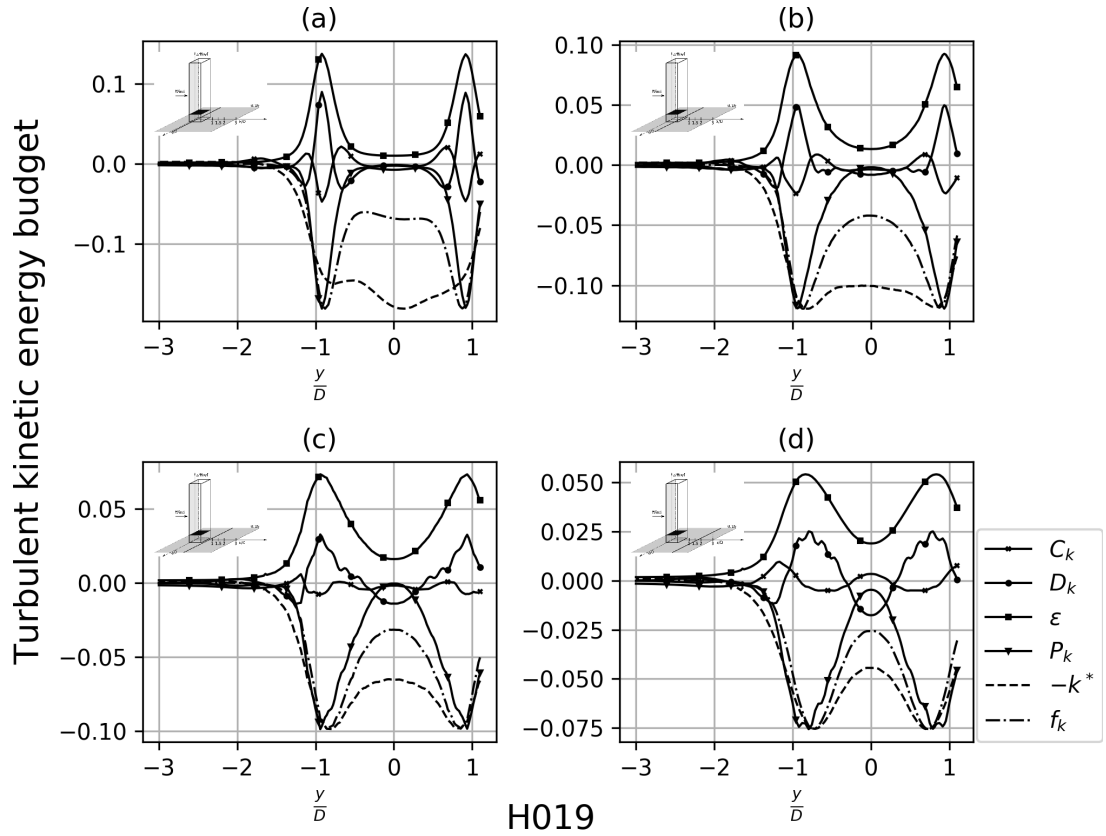 (a)
(b)
Turbulent kinetic energy budget
0.1
0.0
−0.1
−3 −2 −1 0 1
y
D
0.10
0.05
0.00
−0.05
−0.10
−3 −2 −1 0 1
y
D
(c)
(d)
0.05
0.00
−0.05
−0.10
−3 −2 −1 0 1
y
D
0.050
0.025
0.000
−0.025
−0.050
−0.075
−3 −2 −1 0 1
y
D
C_k
D_k
ε
P_k
−k*
f_k
H019